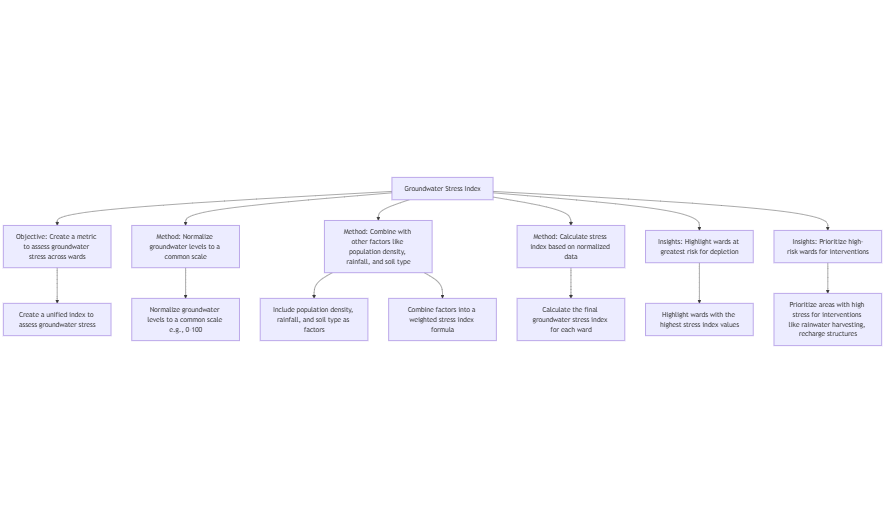 Groundwater Stress Index
Objective: Create a metric
to assess groundwater
stress across wards
Method: Normalize
groundwater levels to a
common scale
Method: Combine with
other factors like
population density,
rainfall, and soil type
Method: Calculate stress
index based on normalized
data
Insights: Highlight wards at
greatest risk for depletion
Insights: Prioritize high-
risk wards for interventions
Create a unified index to
assess groundwater stress
Normalize groundwater
levels to a common scale
e.g., 0-100
Include population density,
rainfall, and soil type as
factors
Combine factors into a
weighted stress index
formula
Calculate the final
groundwater stress index
for each ward
Highlight wards with the
highest stress index values
Prioritize areas with high
stress for interventions
like rainwater harvesting,
recharge structures